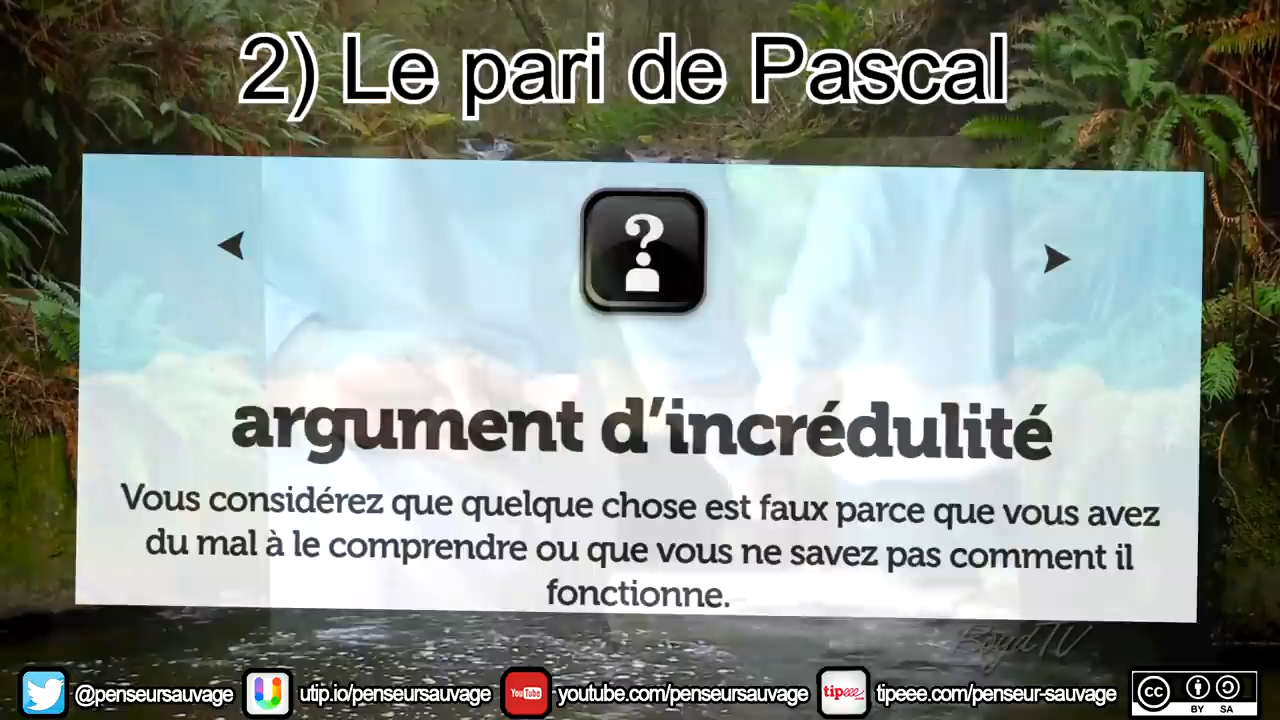 2) Le pari de Pascal
argument d'incrédulité
Vous considérez que quelque chose est faux parce que vous avez
du mal à le comprendre ou que vous ne savez pas comment il
fonctionne.
BoydTV
@penseursauvage utip.io/penseursauvage YouTube youtube.com/penseursauvage tipeee tipeee.com/penseur-sauvage cc
BY SA